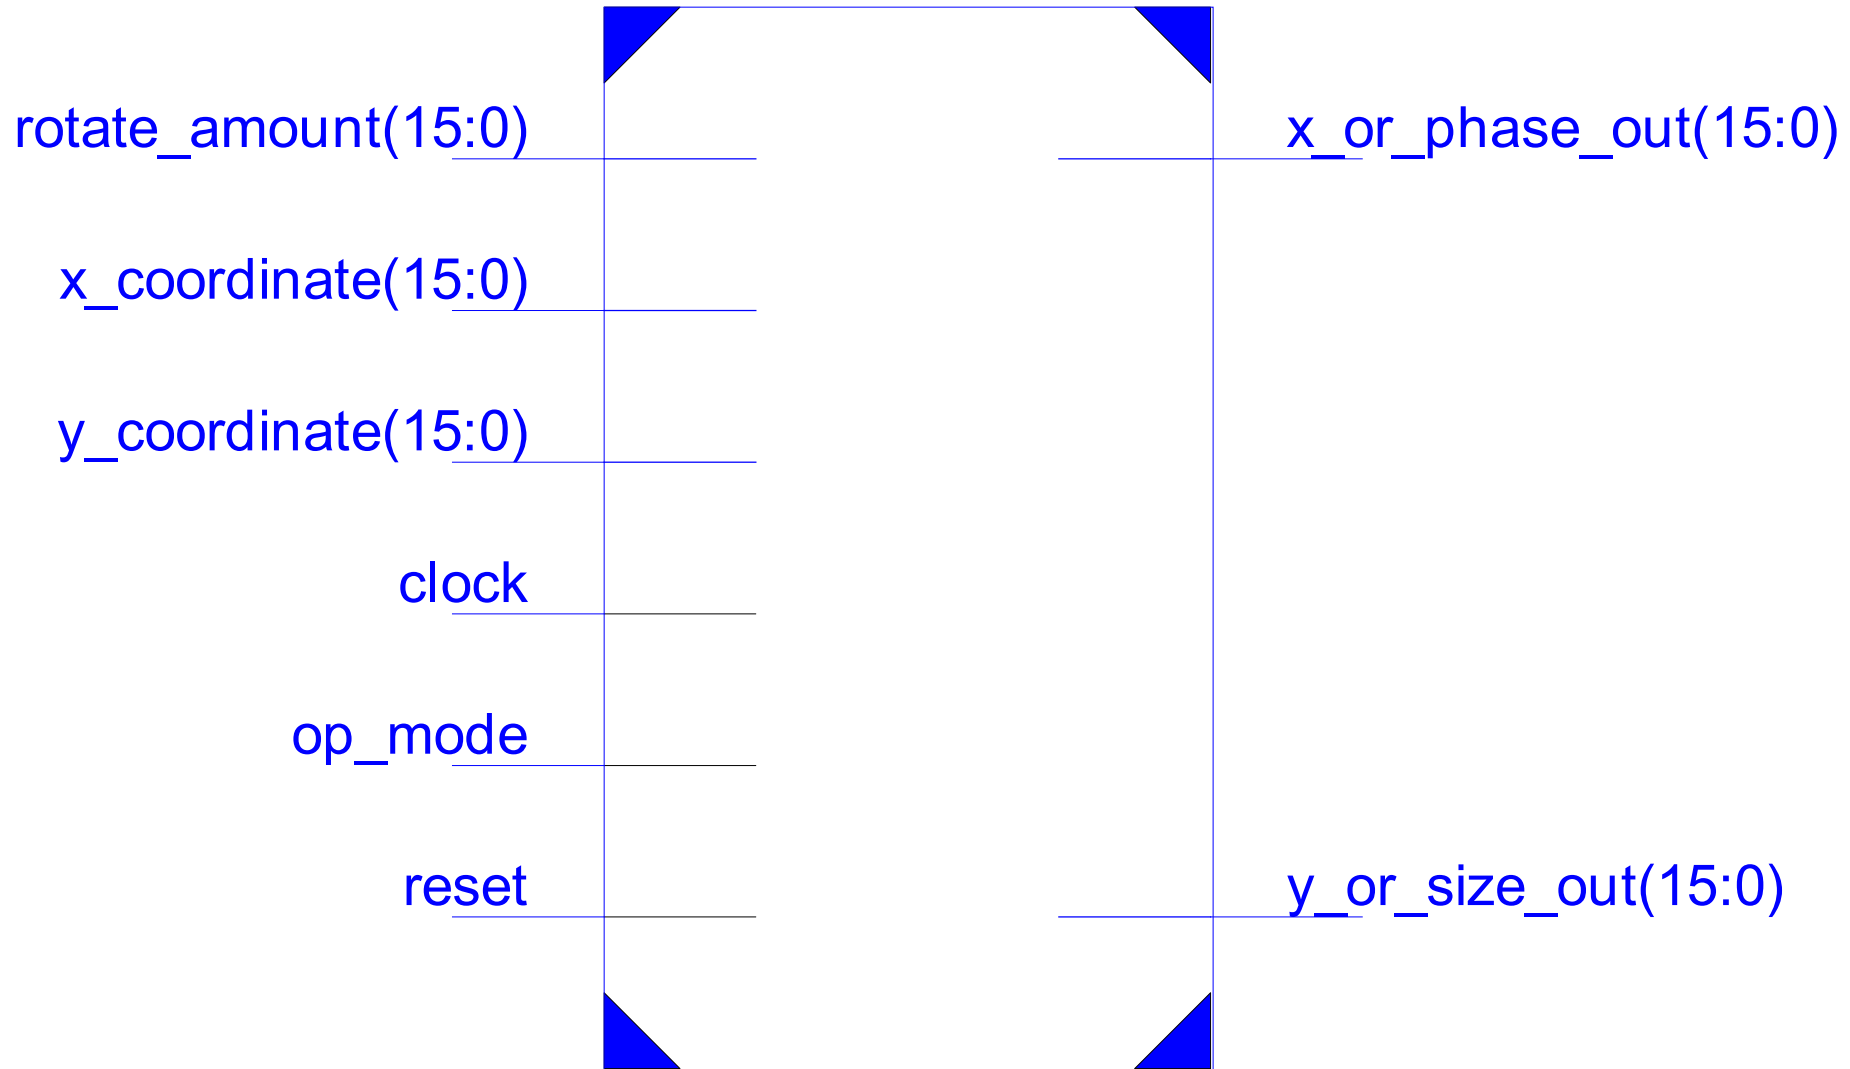 rotate_amount(15:0)
x_or_phase_out(15:0)
x_coordinate(15:0)
y_coordinate(15:0)
clock
op_mode
reset
y_or_size_out(15:0)